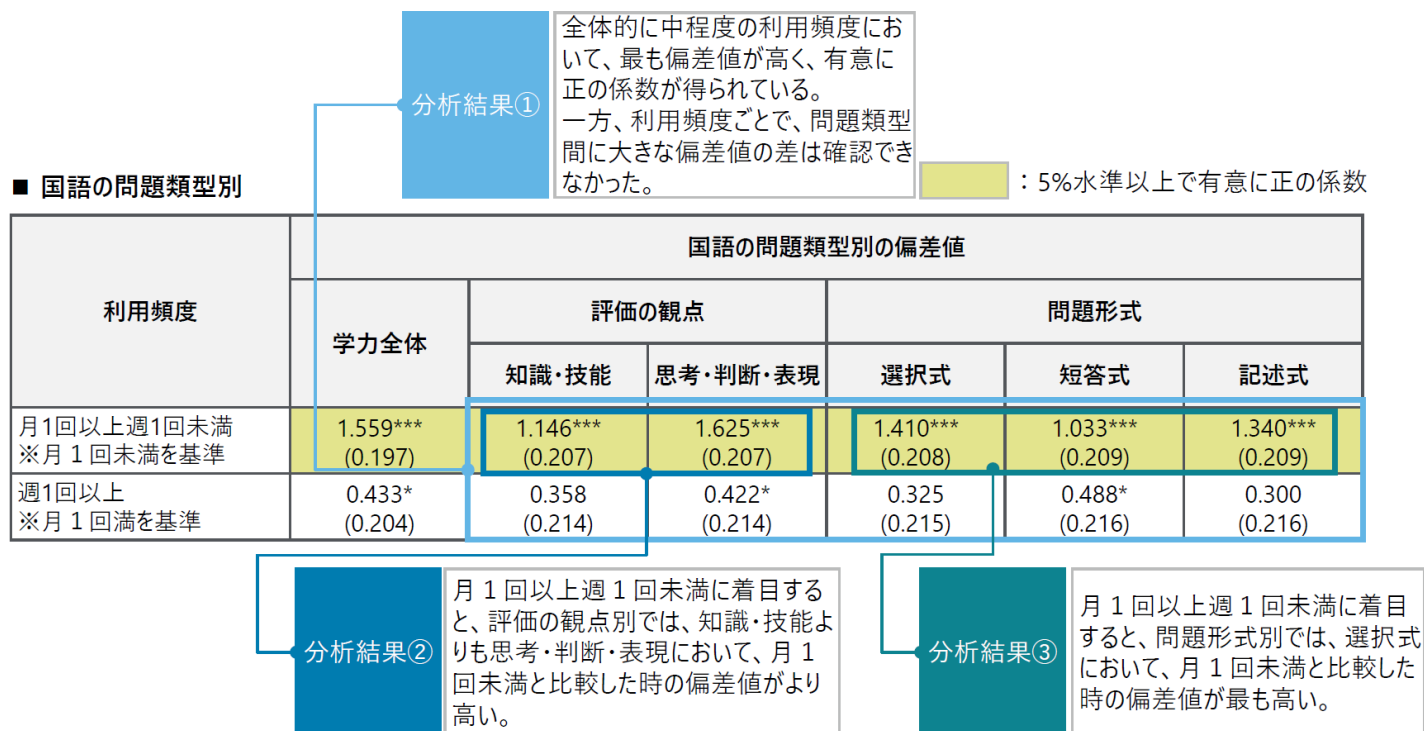 全体的に中程度の利用頻度にお
いて、最も偏差値が高く、有意に
正の係数が得られている。
一方、利用頻度ごとで、問題類型
間に大きな偏差値の差は確認でき
なかった。
分析結果①
■ 国語の問題類型別
：5%水準以上で有意に正の係数
利用頻度
国語の問題類型別の偏差値
学力全体
評価の観点
問題形式
知識・技能
思考・判断・表現
選択式
短答式
記述式
月1回以上週1回未満
※月１回未満を基準
1.559***
(0.197)
1.146***
(0.207)
1.625***
(0.207)
1.410***
(0.208)
1.033***
(0.209)
1.340***
(0.209)
週1回以上
※月１回満を基準
0.433*
(0.204)
0.358
(0.214)
0.422*
(0.214)
0.325
(0.215)
0.488*
(0.216)
0.300
(0.216)
分析結果②
月１回以上週１回未満に着目する
と、評価の観点別では、知識・技能よ
りも思考・判断・表現において、月１
回未満と比較した時の偏差値がより
高い。
分析結果③
月１回以上週１回未満に着目
すると、問題形式別では、選択式
において、月１回未満と比較した
時の偏差値が最も高い。